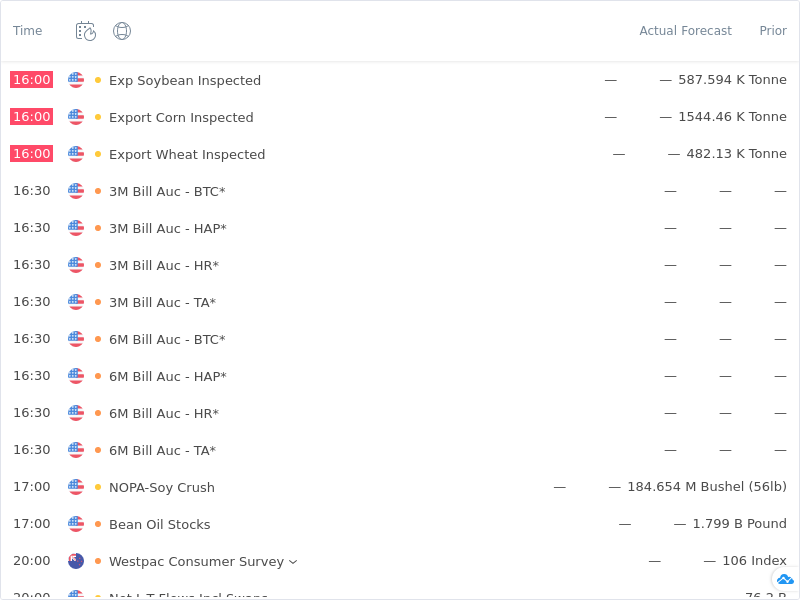 Time Actual Forecast Prior
16:00 Exp Soybean Inspected — — 587.594 K Tonne
16:00 Export Corn Inspected — — 1544.46 K Tonne
16:00 Export Wheat Inspected — — 482.13 K Tonne
16:30 3M Bill Auc - BTC* — — —
16:30 3M Bill Auc - HAP* — — —
16:30 3M Bill Auc - HR* — — —
16:30 3M Bill Auc - TA* — — —
16:30 6M Bill Auc - BTC* — — —
16:30 6M Bill Auc - HAP* — — —
16:30 6M Bill Auc - HR* — — —
16:30 6M Bill Auc - TA* — — —
17:00 NOPA-Soy Crush — — 184.654 M Bushel (56lb)
17:00 Bean Oil Stocks — — 1.799 B Pound
20:00 Westpac Consumer Survey — — 106 Index
20:00 Net L-T Flows Incl Swaps 76.2 B